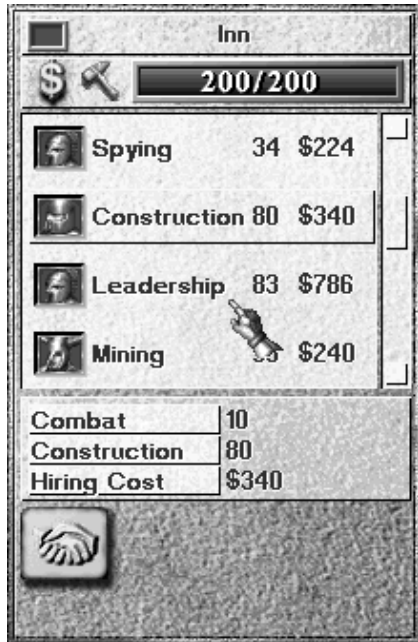 Inn
$ 200/200
Spying 34 $224
Construction 80 $340
Leadership 83 $786
Mining $240
Combat 10
Construction 80
Hiring Cost $340